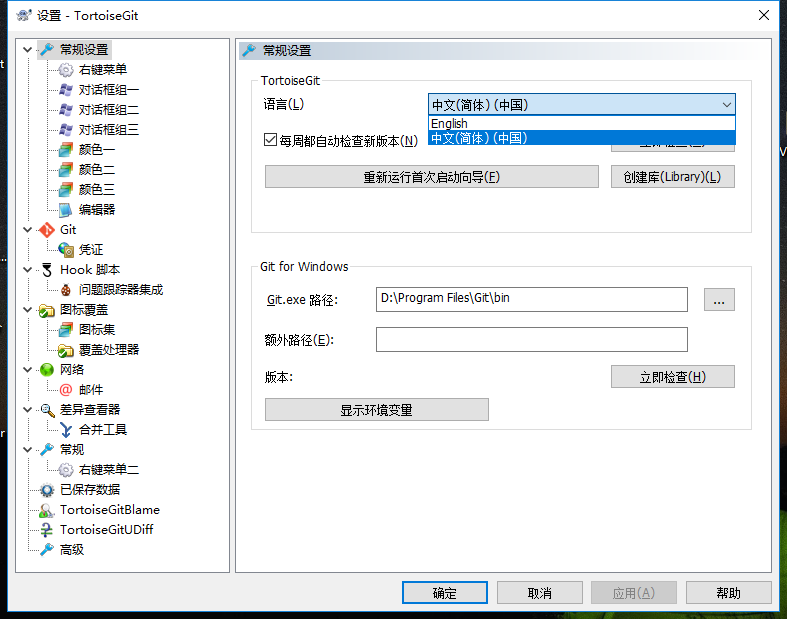 设置 - TortoiseGit
常规设置
右键菜单
对话框组一
对话框组二
对话框组三
颜色一
颜色二
颜色三
编辑器
Git
凭证
Hook 脚本
问题跟踪器集成
图标覆盖
图标集
覆盖处理器
网络
邮件
差异查看器
合并工具
常规
右键菜单二
已保存数据
TortoiseGitBlame
TortoiseGitUDiff
高级
常规设置
TortoiseGit
语言(L)
中文(简体) (中国)
English
中文(简体) (中国)
每周都自动检查新版本(N)
重新运行首次启动向导(F)
创建库(Library)(L)
Git for Windows
Git.exe 路径:
D:\Program Files\Git\bin
...
额外路径(E):
版本:
立即检查(H)
显示环境变量
确定
取消
应用(A)
帮助